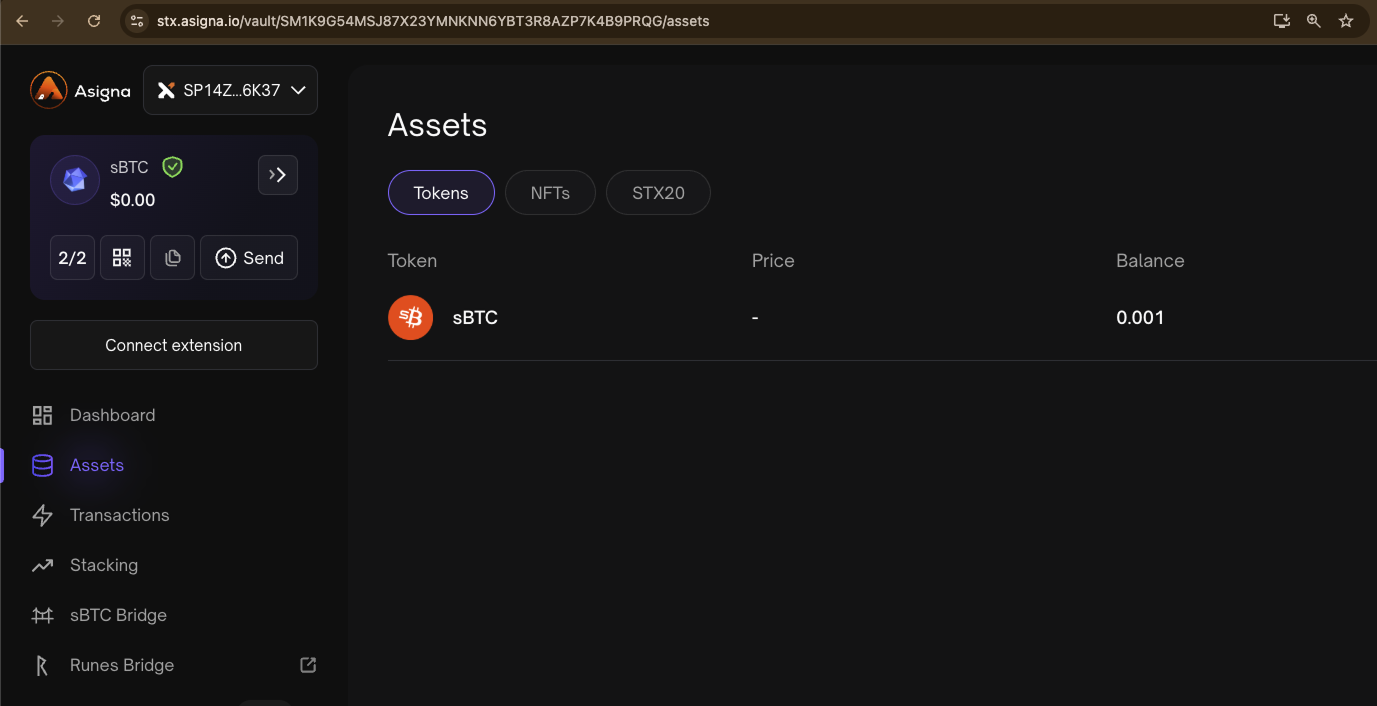 stx.asigna.io/vault/SM1K9G54MSJ87X23YMNKNN6YBT3R8AZP7K4B9PRQG/assets
Asigna
SP14Z...6K37
sBTC
$0.00
2/2
Send
Connect extension
Dashboard
Assets
Transactions
Stacking
sBTC Bridge
Runes Bridge
Assets
Tokens NFTs STX20
Token Price Balance
sBTC - 0.001